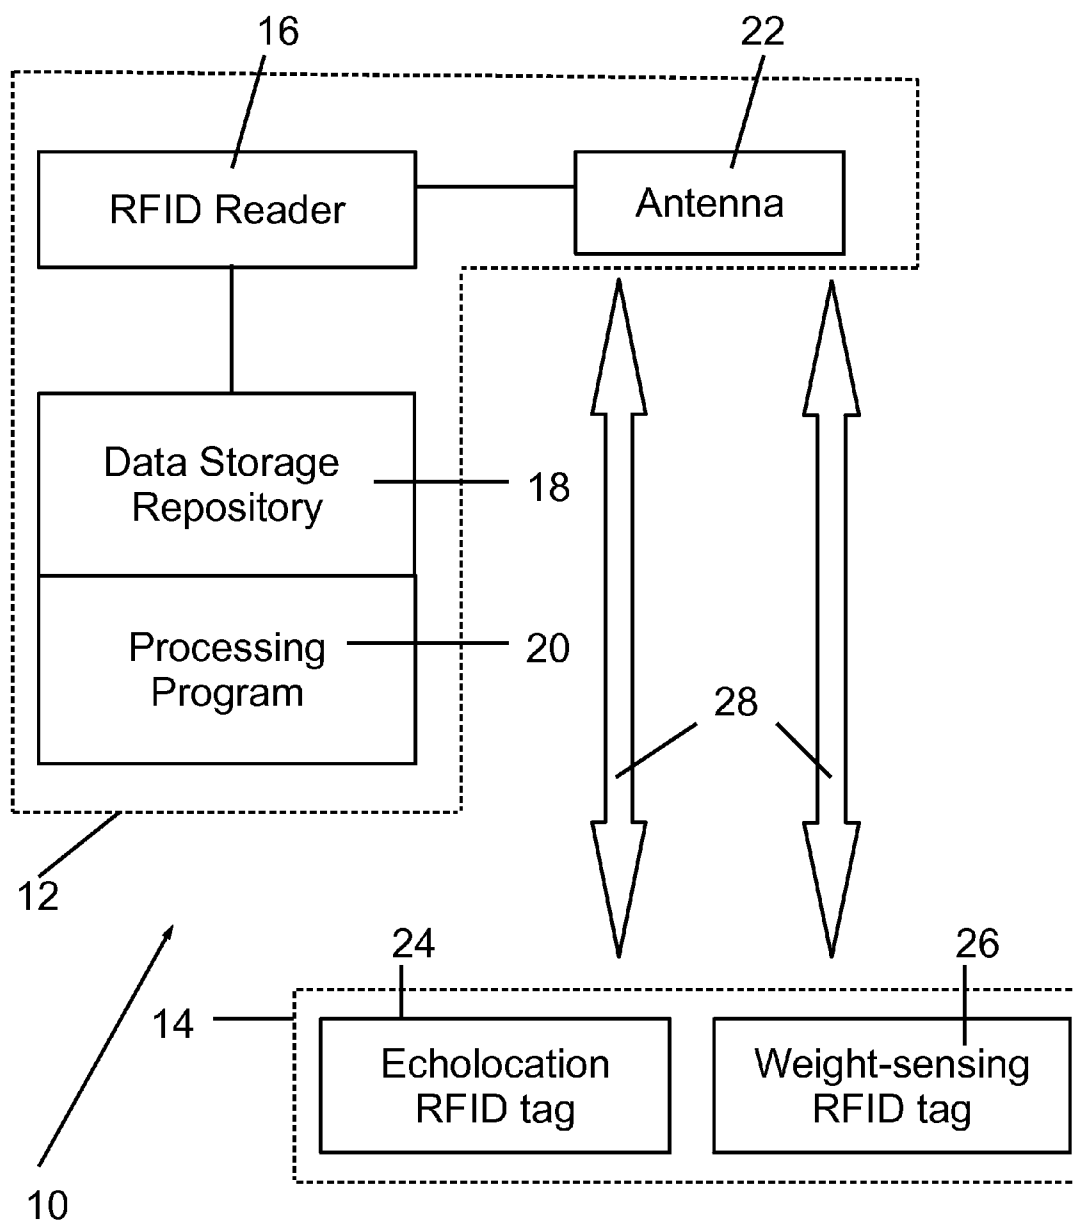 16
22
RFID Reader
Antenna
Data Storage
Repository
18
Processing
Program
20
28
12
24
26
14
Echolocation
RFID tag
Weight-sensing
RFID tag
10